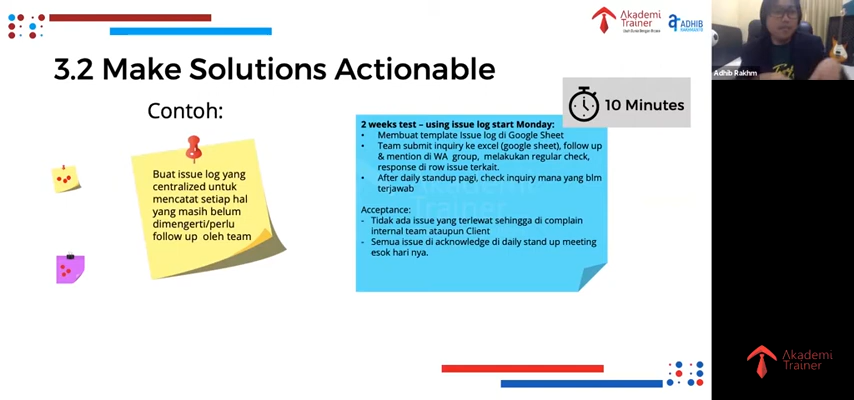 Akademi
Trainer
ADHIB
3.2 Make Solutions Actionable
Adhib Rakhm
10 Minutes
Contoh:
Buat issue log yang
centralized untuk
mencatat setiap hal
yang masih belum
dimengerti/perlu
follow up oleh team
2 weeks test – using issue log start Monday:
• Membuat template Issue log di Google Sheet
• Team submit inquiry ke excel (google sheet), follow up
& mention di WA group, melakukan regular check,
response di row issue terkait.
• After daily standup pagi, check inquiry mana yg blm
terjawab
Acceptance:
- Tidak ada issue yang terlewat sehingga di complain
internal team ataupun Client
- Semua issue di acknowledge di daily stand up meeting
esok hari nya.
Akademi
Trainer